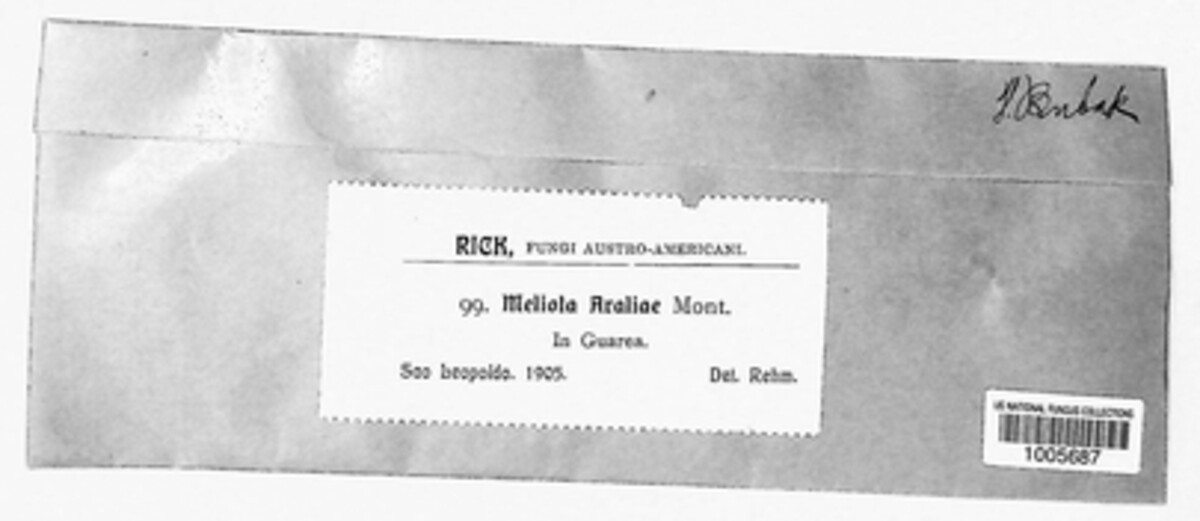 RICK, FUNGI AUSTRO-AMERICANI.
99. Meliola Araliae Mont.
In Guarea.
Sao Leopoldo. 1905. Det. Rehm.
US NATIONAL FUNGUS COLLECTIONS
1005687